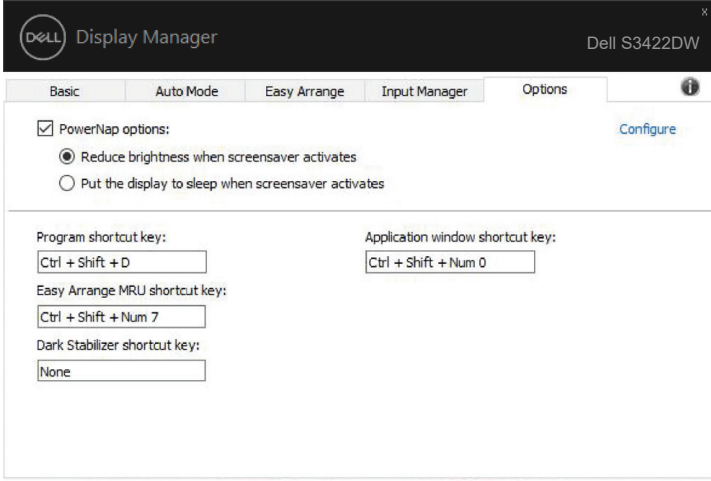 DELL Display Manager
x
Dell S3422DW
Basic Auto Mode Easy Arrange Input Manager Options
PowerNap options: Configure
Reduce brightness when screensaver activates
Put the display to sleep when screensaver activates
Program shortcut key: Application window shortcut key:
Ctrl + Shift + D Ctrl + Shift + Num 0
Easy Arrange MRU shortcut key:
Ctrl + Shift + Num 7
Dark Stabilizer shortcut key:
None